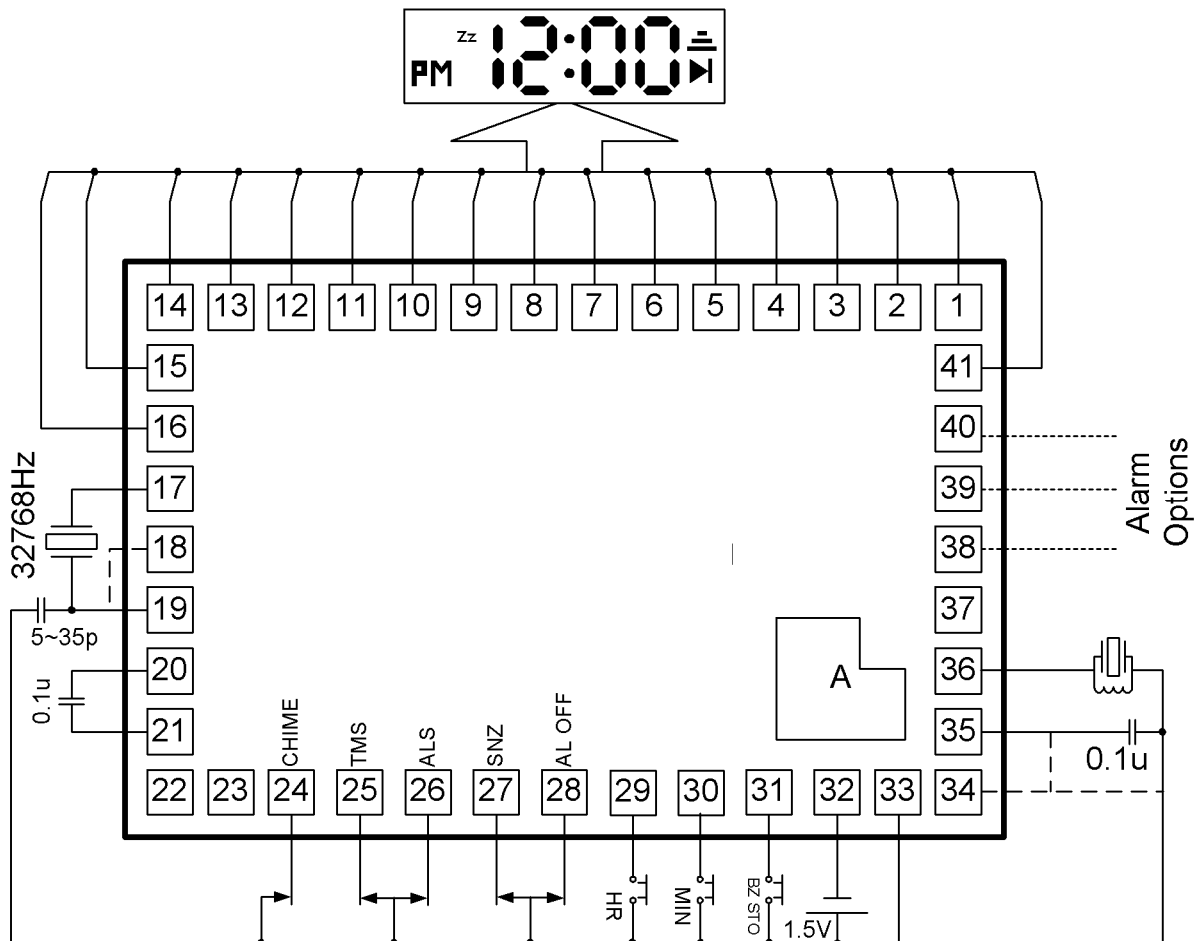 Zz 12:00
PM
14 13 12 11 10 9 8 7 6 5 4 3 2 1
15 41
16 40
32768Hz
17 39
Alarm
Options
18 38
19 37
5~35p
20 36
A
0.1u
21 35
0.1u
CHIME TMS ALS SNZ AL OFF
22 23 24 25 26 27 28 29 30 31 32 33 34
HR MIN BZ STO
1.5V